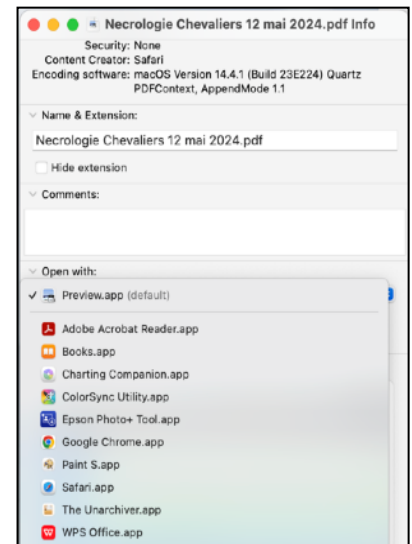 Necrologie Chevaliers 12 mai 2024.pdf Info
Security: None
Content Creator: Safari
Encoding software: macOS Version 14.4.1 (Build 23E224) Quartz
PDFContext, AppendMode 1.1
Name & Extension:
Necrologie Chevaliers 12 mai 2024.pdf
Hide extension
Comments:
Open with:
✓ Preview.app (default)
Adobe Acrobat Reader.app
Books.app
Charting Companion.app
ColorSync Utility.app
Epson Photo+ Tool.app
Google Chrome.app
Paint S.app
Safari.app
The Unarchiver.app
WPS Office.app